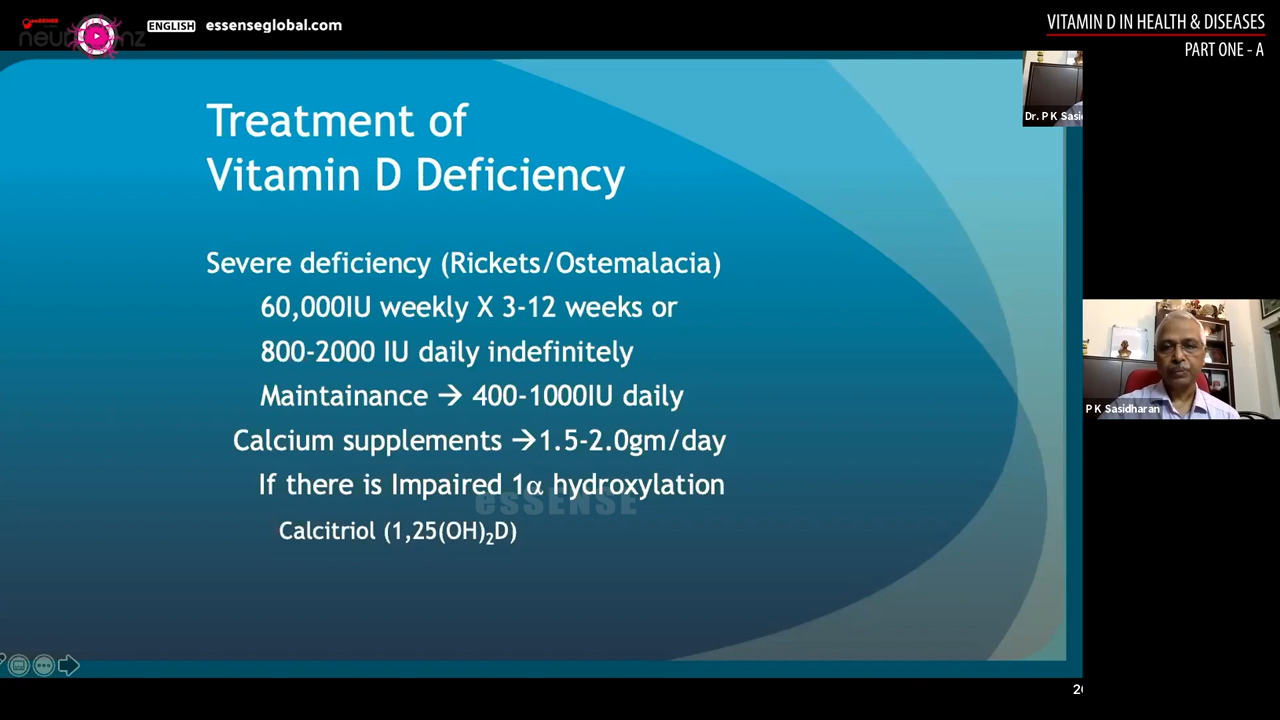 ENGLISH
essenseglobal.com
VITAMIN D IN HEALTH & DISEASES
PART ONE - A
Treatment of
Vitamin D Deficiency
Severe deficiency (Rickets/Ostemalacia)
60,000IU weekly X 3-12 weeks or
800-2000 IU daily indefinitely
Maintainance → 400-1000IU daily
Calcium supplements →1.5-2.0gm/day
If there is Impaired 1α hydroxylation
esSENSE
Calcitriol (1,25(OH)₂D)
Dr. P K Sasi
P K Sasidharan